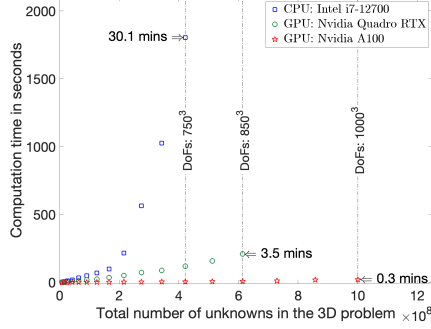 2000
1500
1000
500
0
Computation time in seconds
CPU: Intel i7-12700
GPU: Nvidia Quadro RTX
GPU: Nvidia A100
30.1 mins
DoFs: 750³
DoFs: 850³
DoFs: 1000³
3.5 mins
0.3 mins
0 2 4 6 8 10 12
Total number of unknowns in the 3D problem ×10⁸